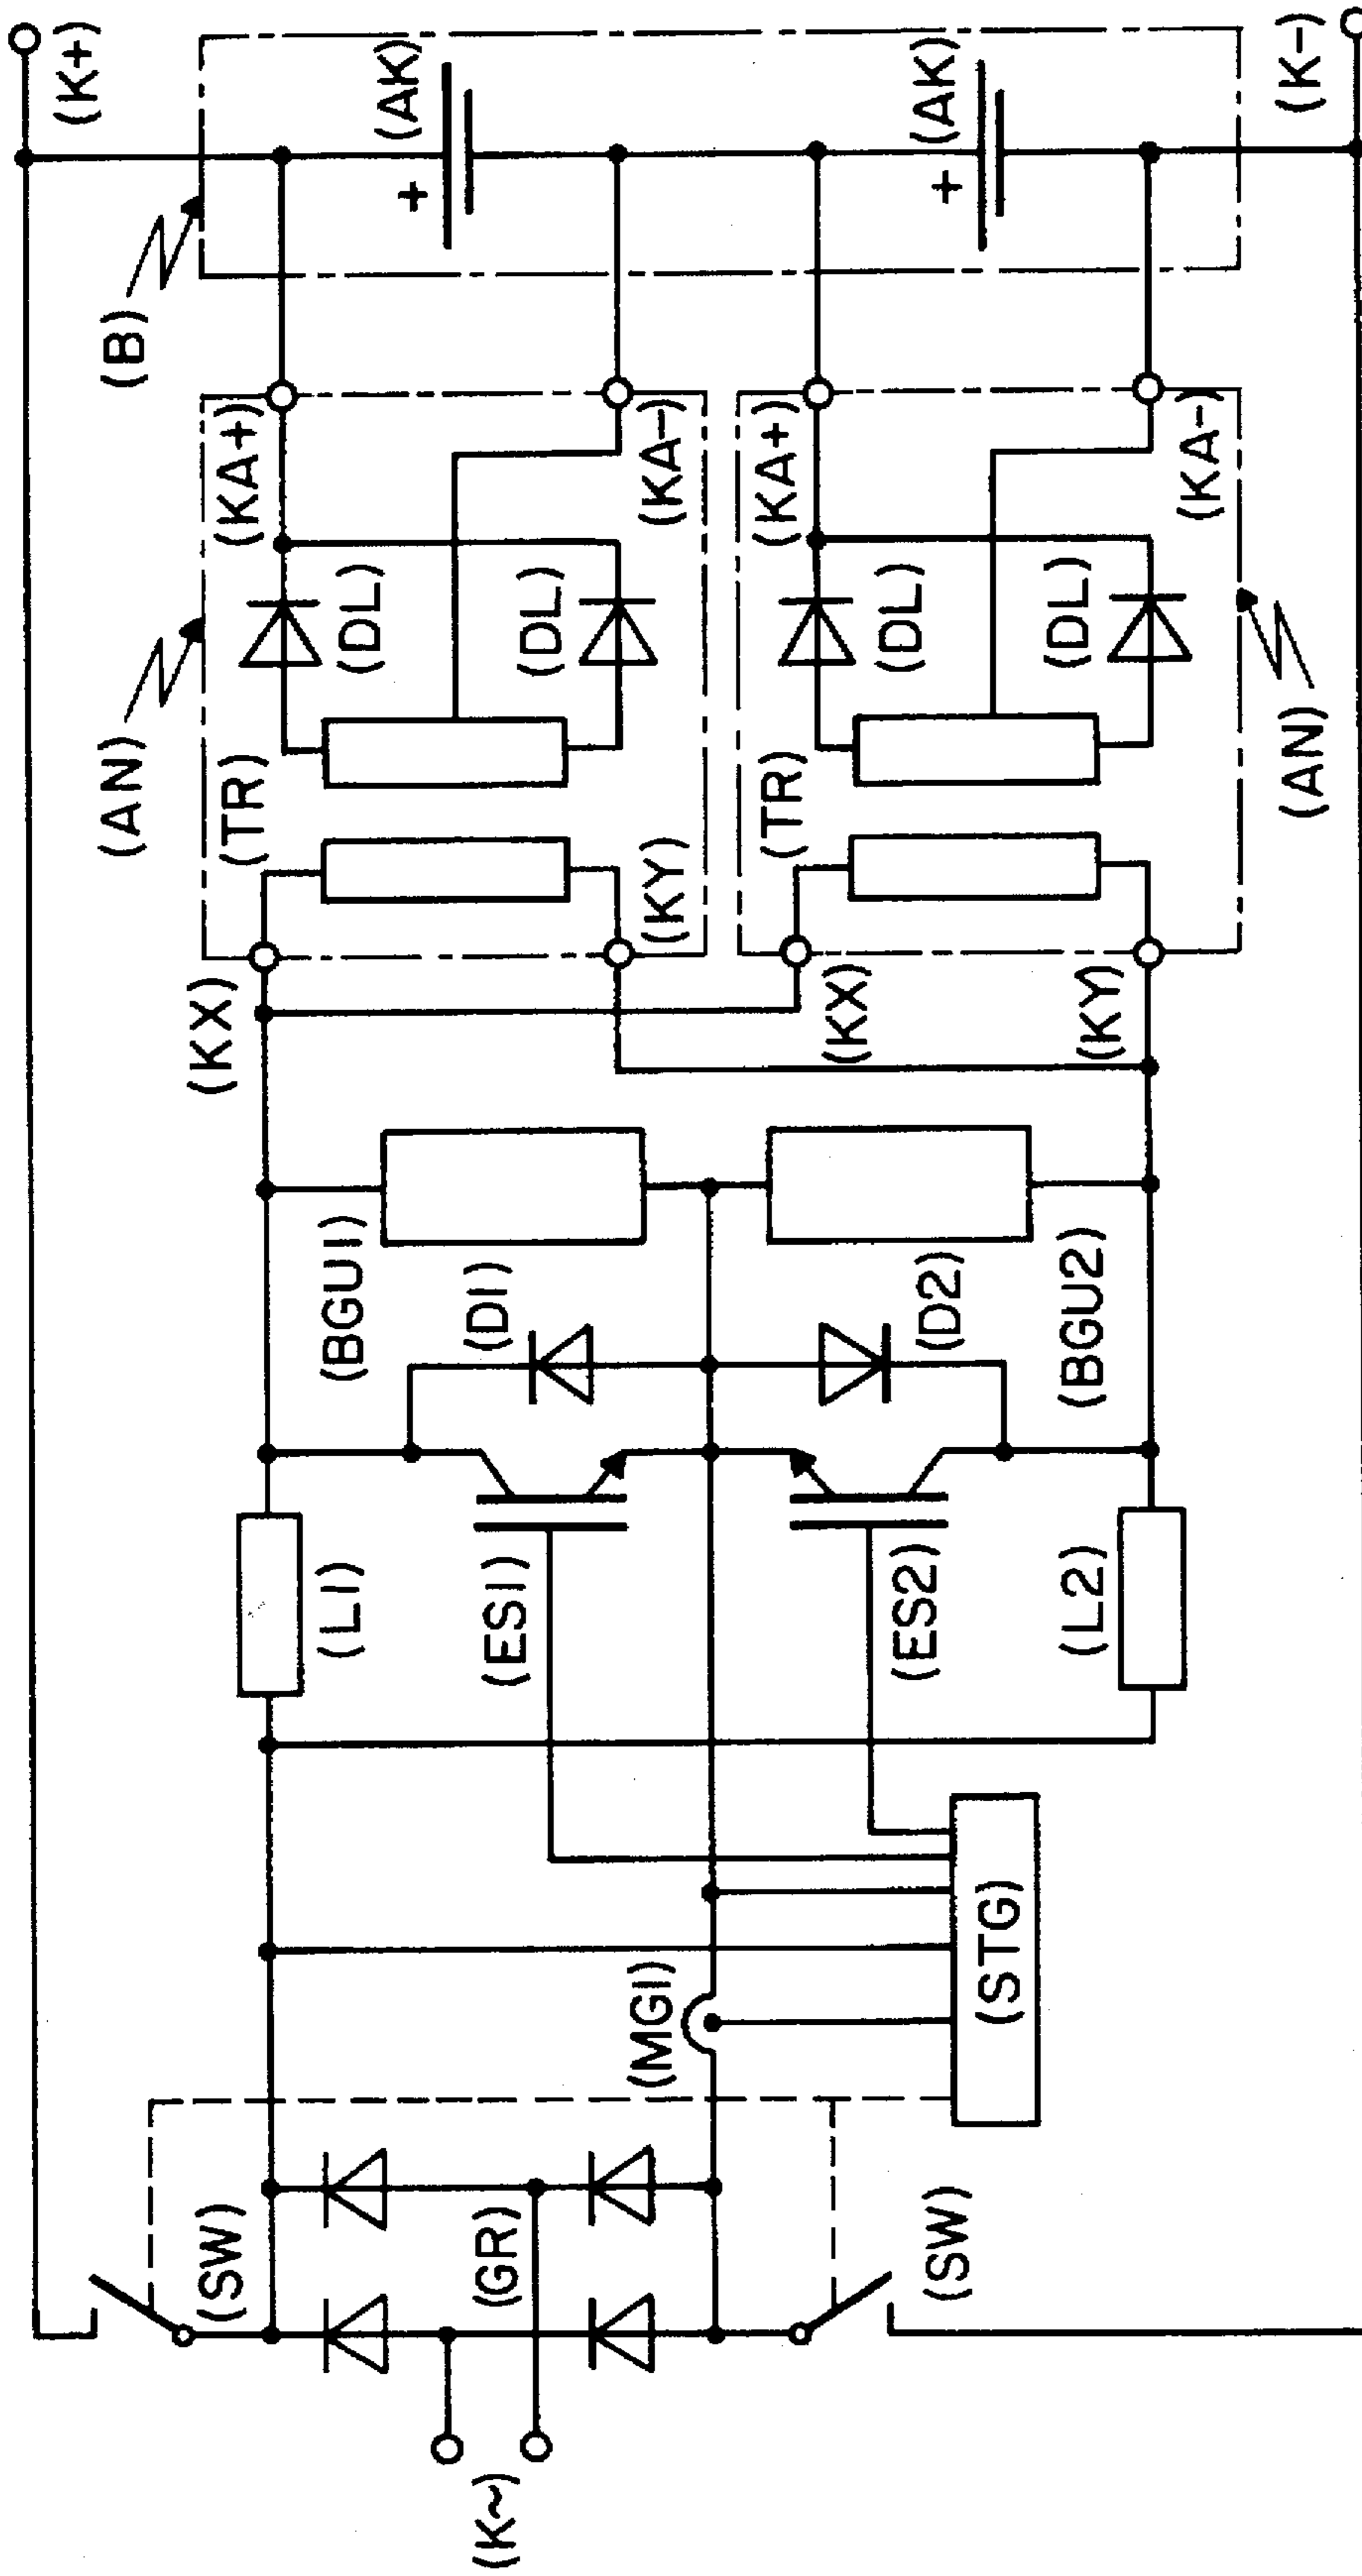 (K+)
(AN)
(B)
(SW)
(KX)
(TR)
(KA+)
(L1)
(BGU1)
(DL)
(AK)
+
(K~)
(GR)
(ES1)
(D1)
(DL)
(MG1)
(KY)
(KA-)
(TR)
(KA+)
(KX)
(DL)
(SW)
(ES2)
(D2)
(AK)
+
(STG)
(L2)
(BGU2)
(KY)
(DL)
(KA-)
(AN)
(K-)